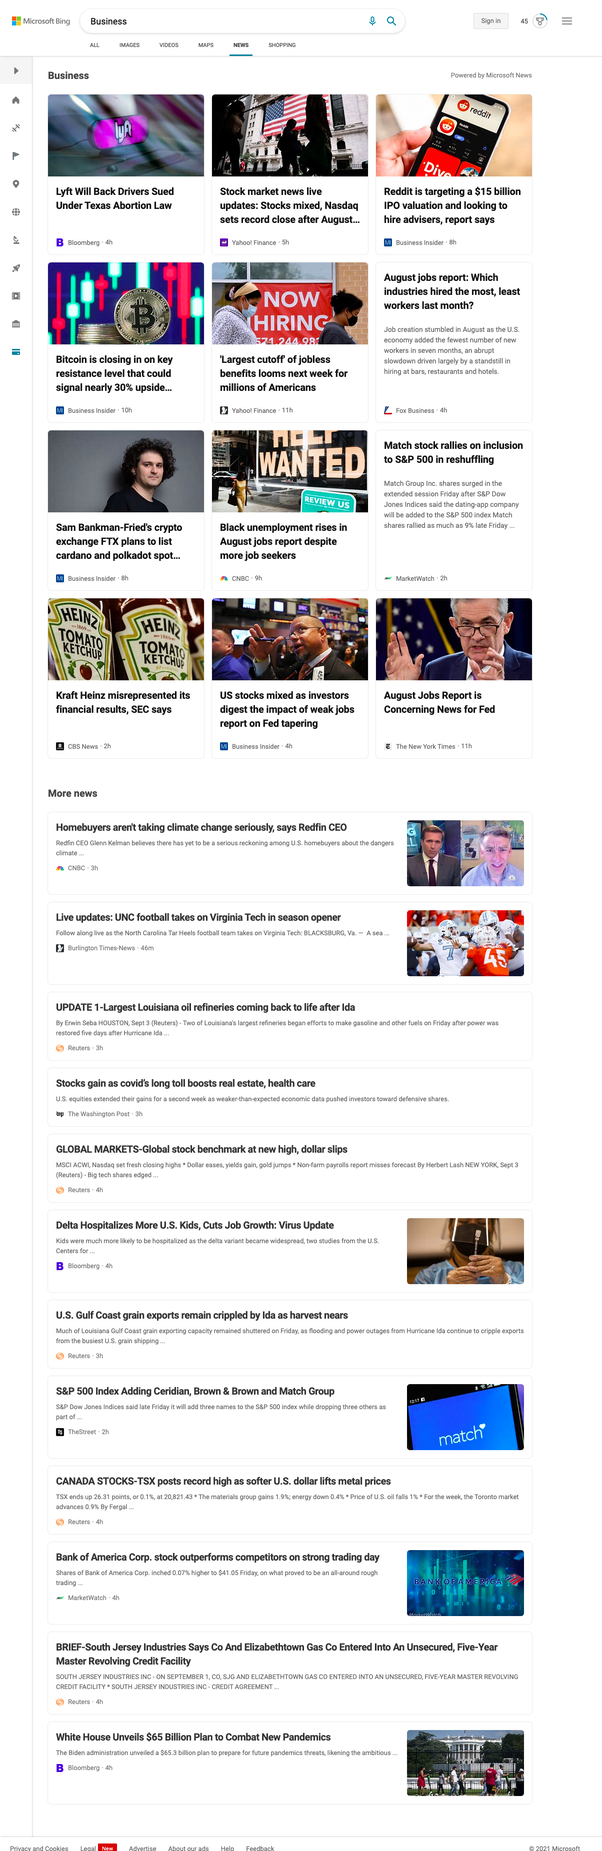 Microsoft Bing
Business
Sign in
45
ALL IMAGES VIDEOS MAPS NEWS SHOPPING
Business
Powered by Microsoft News
Lyft Will Back Drivers Sued
Under Texas Abortion Law
Bloomberg · 4h
Stock market news live
updates: Stocks mixed, Nasdaq
sets record close after August...
Yahoo! Finance · 5h
reddit
Dive
Reddit is targeting a $15 billion
IPO valuation and looking to
hire advisers, report says
Business Insider · 8h
Bitcoin is closing in on key
resistance level that could
signal nearly 30% upside...
Business Insider · 10h
NOW
HIRING
571 244 981
'Largest cutoff' of jobless
benefits looms next week for
millions of Americans
Yahoo! Finance · 11h
August jobs report: Which
industries hired the most, least
workers last month?
Job creation stumbled in August as the U.S.
economy added the fewest number of new
workers in seven months, an abrupt
slowdown driven largely by a standstill in
hiring at bars, restaurants and hotels.
Fox Business · 4h
Sam Bankman-Fried's crypto
exchange FTX plans to list
cardano and polkadot spot...
Business Insider · 8h
HELP
WANTED
REVIEW US
Black unemployment rises in
August jobs report despite
more job seekers
CNBC · 9h
Match stock rallies on inclusion
to S&P 500 in reshuffling
Match Group Inc. shares surged in the
extended session Friday after S&P Dow
Jones Indices said the dating-app company
will be added to the S&P 500 index Match
shares rallied as much as 9% late Friday ...
MarketWatch · 2h
HEINZ
TOMATO
KETCHUP
HEINZ
TOMATO
KETCHUP
Kraft Heinz misrepresented its
financial results, SEC says
CBS News · 2h
US stocks mixed as investors
digest the impact of weak jobs
report on Fed tapering
Business Insider · 4h
August Jobs Report is
Concerning News for Fed
The New York Times · 11h
More news
Homebuyers aren't taking climate change seriously, says Redfin CEO
Redfin CEO Glenn Kelman believes there has yet to be a serious reckoning among U.S. homebuyers about the dangers
climate ...
CNBC · 3h
Live updates: UNC football takes on Virginia Tech in season opener
Follow along live as the North Carolina Tar Heels football team takes on Virginia Tech: BLACKSBURG, Va. — A sea ...
Burlington Times-News · 46m
7
45
UPDATE 1-Largest Louisiana oil refineries coming back to life after Ida
By Erwin Seba HOUSTON, Sept 3 (Reuters) - Two of Louisiana's largest refineries began efforts to make gasoline and other fuels on Friday after power was
restored five days after Hurricane Ida ...
Reuters · 3h
Stocks gain as covid's long toll boosts real estate, health care
U.S. equities extended their gains for a second week as weaker-than-expected economic data pushed investors toward defensive shares.
The Washington Post · 3h
GLOBAL MARKETS-Global stock benchmark at new high, dollar slips
MSCI ACWI, Nasdaq set fresh closing highs * Dollar eases, yields gain, gold jumps * Non-farm payrolls report misses forecast By Herbert Lash NEW YORK, Sept 3
(Reuters) - Big tech shares edged ...
Reuters · 4h
Delta Hospitalizes More U.S. Kids, Cuts Job Growth: Virus Update
Kids were much more likely to be hospitalized as the delta variant became widespread, two studies from the U.S.
Centers for ...
Bloomberg · 4h
U.S. Gulf Coast grain exports remain crippled by Ida as harvest nears
Much of Louisiana Gulf Coast grain exporting capacity remained shuttered on Friday, as flooding and power outages from Hurricane Ida continue to cripple exports
from the busiest U.S. grain shipping ...
Reuters · 3h
S&P 500 Index Adding Ceridian, Brown & Brown and Match Group
S&P Dow Jones Indices said late Friday it will add three names to the S&P 500 index while dropping three others as
part of ...
TheStreet · 2h
12:17
match
CANADA STOCKS-TSX posts record high as softer U.S. dollar lifts metal prices
TSX ends up 26.31 points, or 0.1%, at 20,821.43 * The materials group gains 1.9%; energy down 0.4% * Price of U.S. oil falls 1% * For the week, the Toronto market
advances 0.9% By Fergal ...
Reuters · 4h
Bank of America Corp. stock outperforms competitors on strong trading day
Shares of Bank of America Corp. inched 0.07% higher to $41.05 Friday, on what proved to be an all-around rough
trading ...
MarketWatch · 4h
BANK OF AMERICA
MarketWatch
BRIEF-South Jersey Industries Says Co And Elizabethtown Gas Co Entered Into An Unsecured, Five-Year
Master Revolving Credit Facility
SOUTH JERSEY INDUSTRIES INC - ON SEPTEMBER 1, CO, SJG AND ELIZABETHTOWN GAS CO ENTERED INTO AN UNSECURED, FIVE-YEAR MASTER REVOLVING
CREDIT FACILITY * SOUTH JERSEY INDUSTRIES INC - CREDIT AGREEMENT ...
Reuters · 4h
White House Unveils $65 Billion Plan to Combat New Pandemics
The Biden administration unveiled a $65.3 billion plan to prepare for future pandemics threats, likening the ambitious ...
Bloomberg · 4h
Privacy and Cookies Legal New Advertise About our ads Help Feedback
© 2021 Microsoft